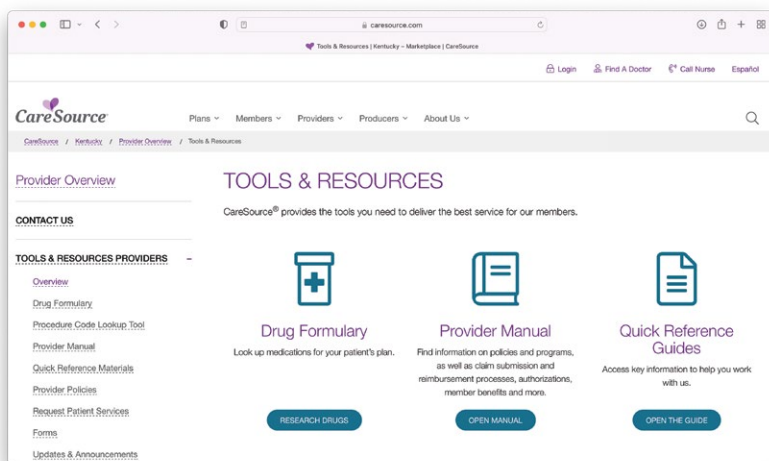 caresource.com
Tools & Resources | Kentucky – Marketplace | CareSource
Login Find A Doctor Call Nurse Español
CareSource
Plans Members Providers Producers About Us
CareSource / Kentucky / Provider Overview / Tools & Resources
Provider Overview
CONTACT US
TOOLS & RESOURCES PROVIDERS –
Overview
Drug Formulary
Procedure Code Lookup Tool
Provider Manual
Quick Reference Materials
Provider Policies
Request Patient Services
Forms
Updates & Announcements
TOOLS & RESOURCES
CareSource® provides the tools you need to deliver the best service for our members.
Drug Formulary
Look up medications for your patient's plan.
RESEARCH DRUGS
Provider Manual
Find information on policies and programs,
as well as claim submission and
reimbursement processes, authorizations,
member benefits and more.
OPEN MANUAL
Quick Reference
Guides
Access key information to help you work
with us.
OPEN THE GUIDE